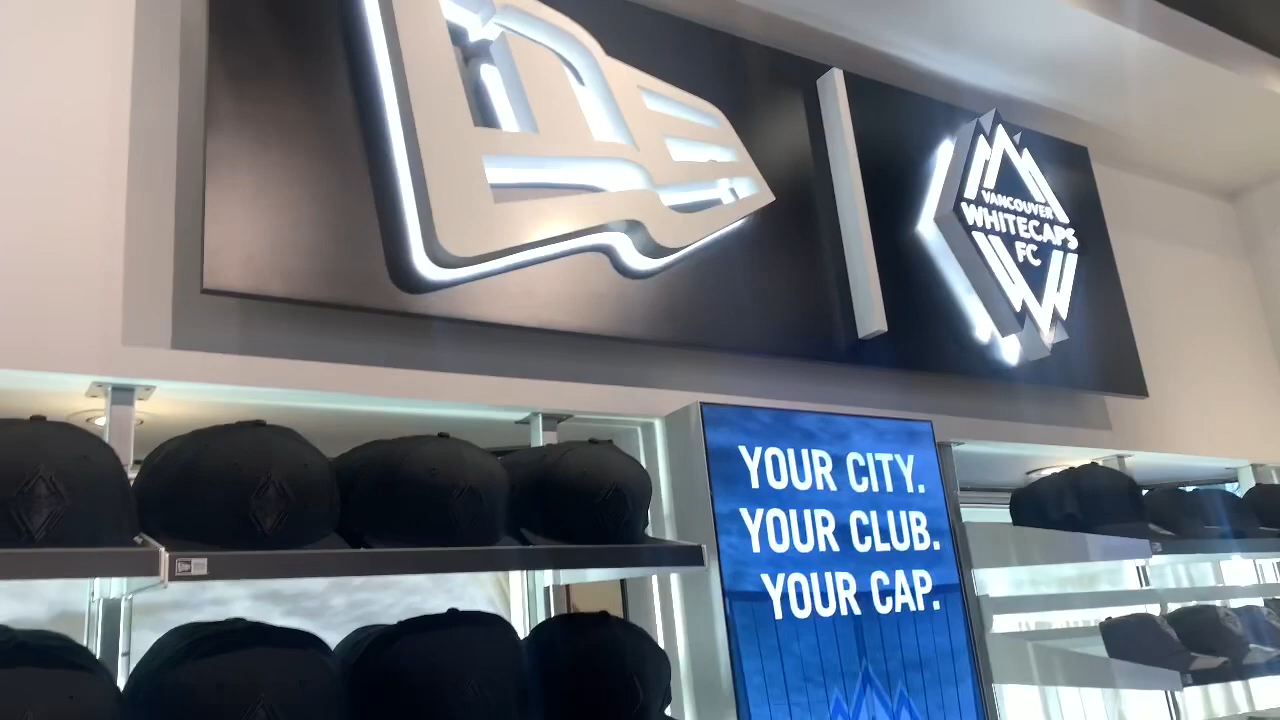 VANCOUVER
WHITECAPS
FC
YOUR CITY.
YOUR CLUB.
YOUR CAP.